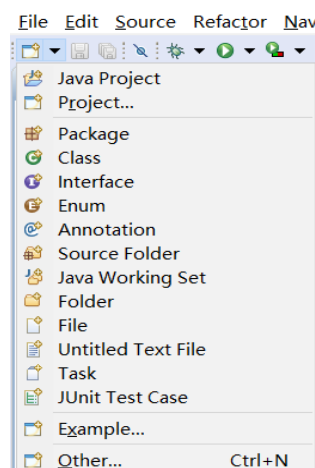 File Edit Source Refactor Nav
Java Project
Project...
Package
Class
Interface
Enum
Annotation
Source Folder
Java Working Set
Folder
File
Untitled Text File
Task
JUnit Test Case
Example...
Other... Ctrl+N